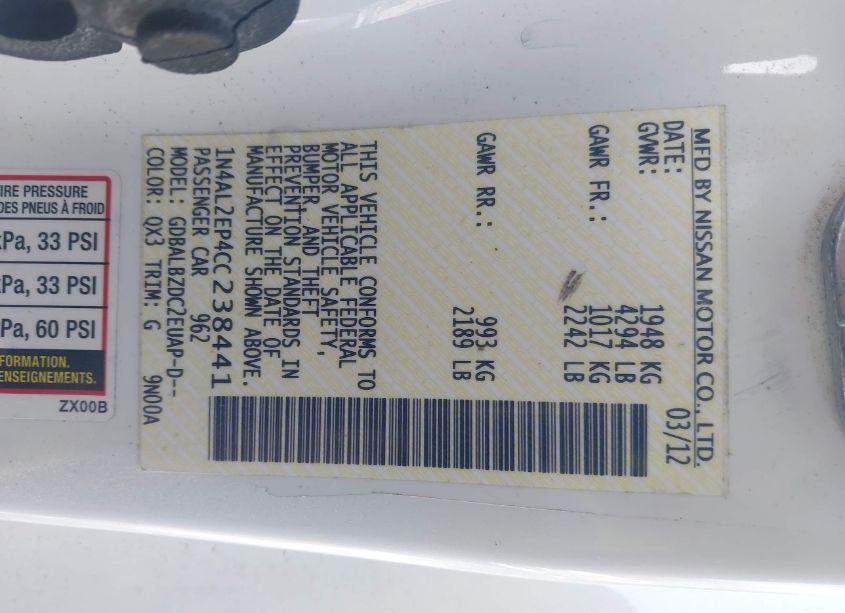 MFD BY NISSAN MOTOR CO., LTD.
DATE: 03/12
GVWR: 1948 KG
4294 LB
GAWR FR.: 1017 KG
2242 LB
GAWR RR.: 993 KG
2189 LB
THIS VEHICLE CONFORMS TO
ALL APPLICABLE FEDERAL
MOTOR VEHICLE SAFETY,
BUMPER, AND THEFT
PREVENTION STANDARDS IN
EFFECT ON THE DATE OF
MANUFACTURE SHOWN ABOVE.
1N4AL2EP4CC238441
PASSENGER CAR 962
MODEL: GDBALBZDC2EUAP-D--
COLOR: QX3 TRIM: G 9N00A
IRE PRESSURE
DES PNEUS À FROID
kPa, 33 PSI
kPa, 33 PSI
Pa, 60 PSI
FORMATION.
ENSEIGNEMENTS.
ZX00B